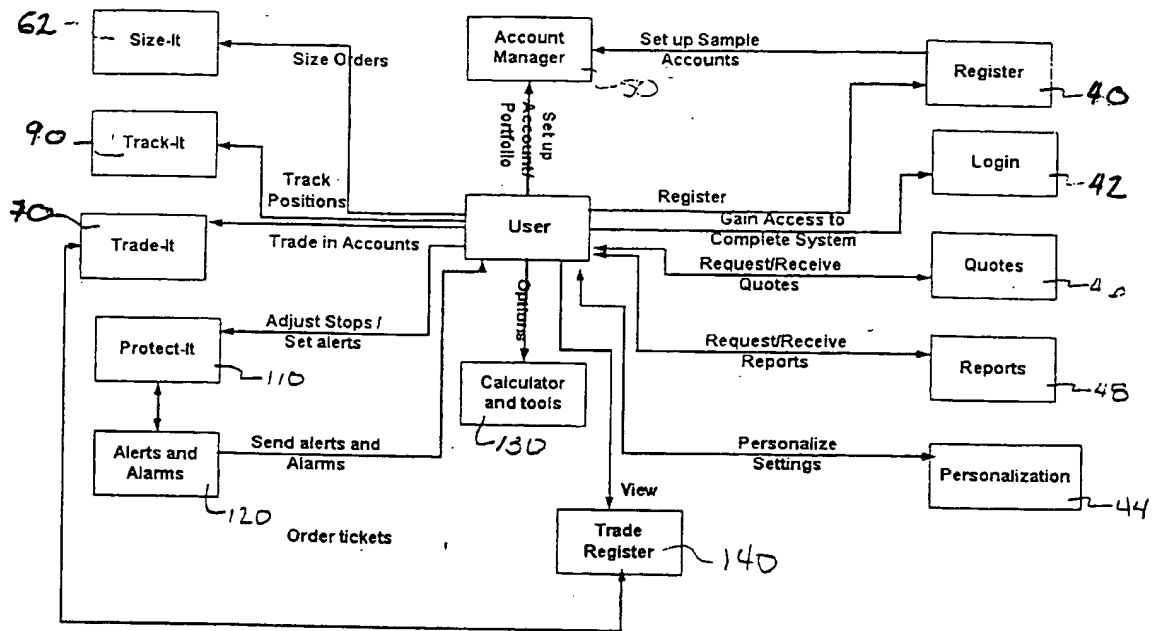 62
Size-It
Size Orders
Account
Manager
Set up Sample
Accounts
Register
40
90
Track-It
Track
Positions
Set up
Account/
Portfolio
Login
42
70
Trade-It
Trade in Accounts
User
Register
Gain Access to
Complete System
Request/Receive
Quotes
Quotes
Protect-It
110
Adjust Stops /
Set alerts
Options
Calculator
and tools
130
Request/Receive
Reports
Reports
48
Alerts and
Alarms
120
Send alerts and
Alarms
Personalize
Settings
Personalization
44
View
Order tickets
Trade
Register
140